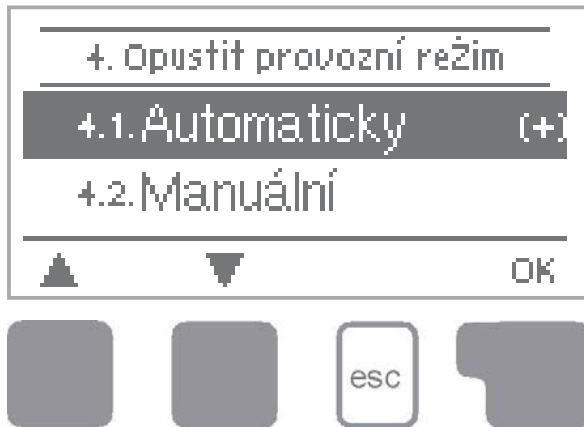 4. Opustit provozní režim
4.1. Automaticky (+)
4.2. Manuální
OK
esc